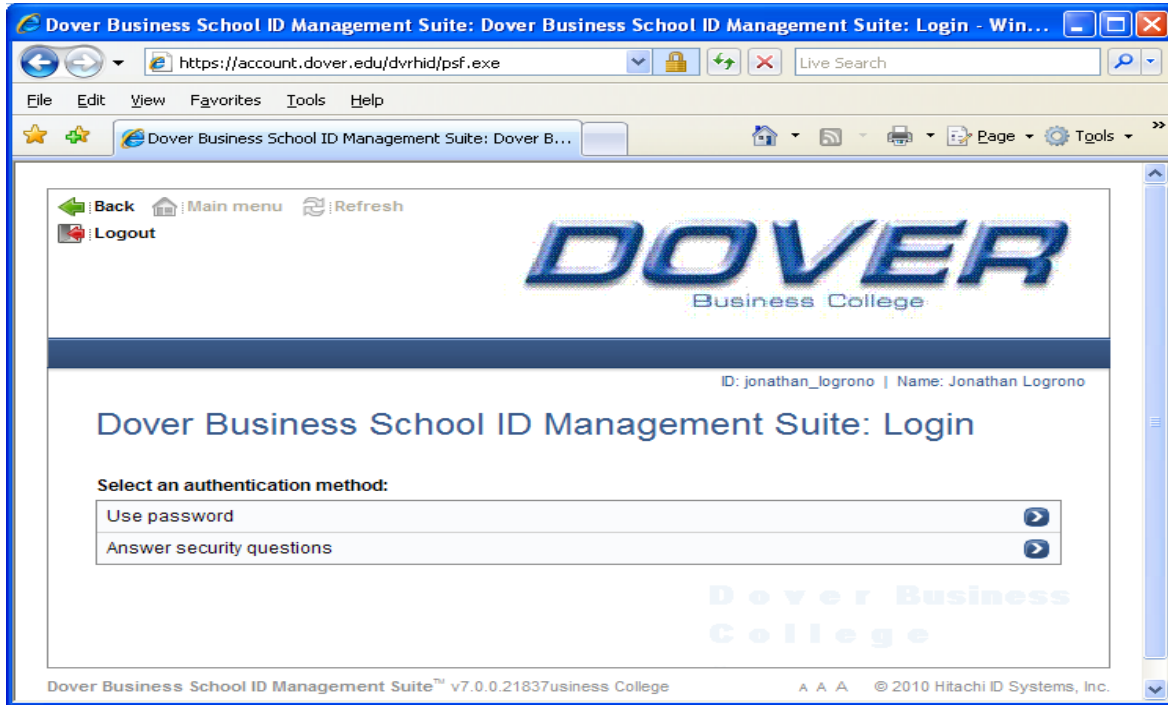 Dover Business School ID Management Suite: Dover Business School ID Management Suite: Login - Win...
https://account.dover.edu/dvrhid/psf.exe
Live Search
File Edit View Favorites Tools Help
Dover Business School ID Management Suite: Dover B...
Page Tools »
Back Main menu Refresh
Logout
DOVER
Business College
ID: jonathan_logrono | Name: Jonathan Logrono
Dover Business School ID Management Suite: Login
Select an authentication method:
Use password
Answer security questions
Dover Business
College
Dover Business School ID Management Suite™ v7.0.0.21837usiness College A A A © 2010 Hitachi ID Systems, Inc.